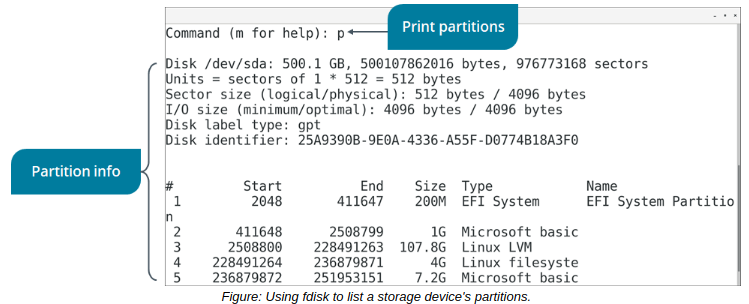 Print partitions
Command (m for help): p
Disk /dev/sda: 500.1 GB, 500107862016 bytes, 976773168 sectors
Units = sectors of 1 * 512 = 512 bytes
Sector size (logical/physical): 512 bytes / 4096 bytes
I/O size (minimum/optimal): 4096 bytes / 4096 bytes
Disk label type: gpt
Disk identifier: 25A9390B-9E0A-4336-A55F-D0774B18A3F0
Partition info
# Start End Size Type Name
1 2048 411647 200M EFI System EFI System Partitio
n
2 411648 2508799 1G Microsoft basic
3 2508800 228491263 107.8G Linux LVM
4 228491264 236879871 4G Linux filesyste
5 236879872 251953151 7.2G Microsoft basic
Figure: Using fdisk to list a storage device's partitions.